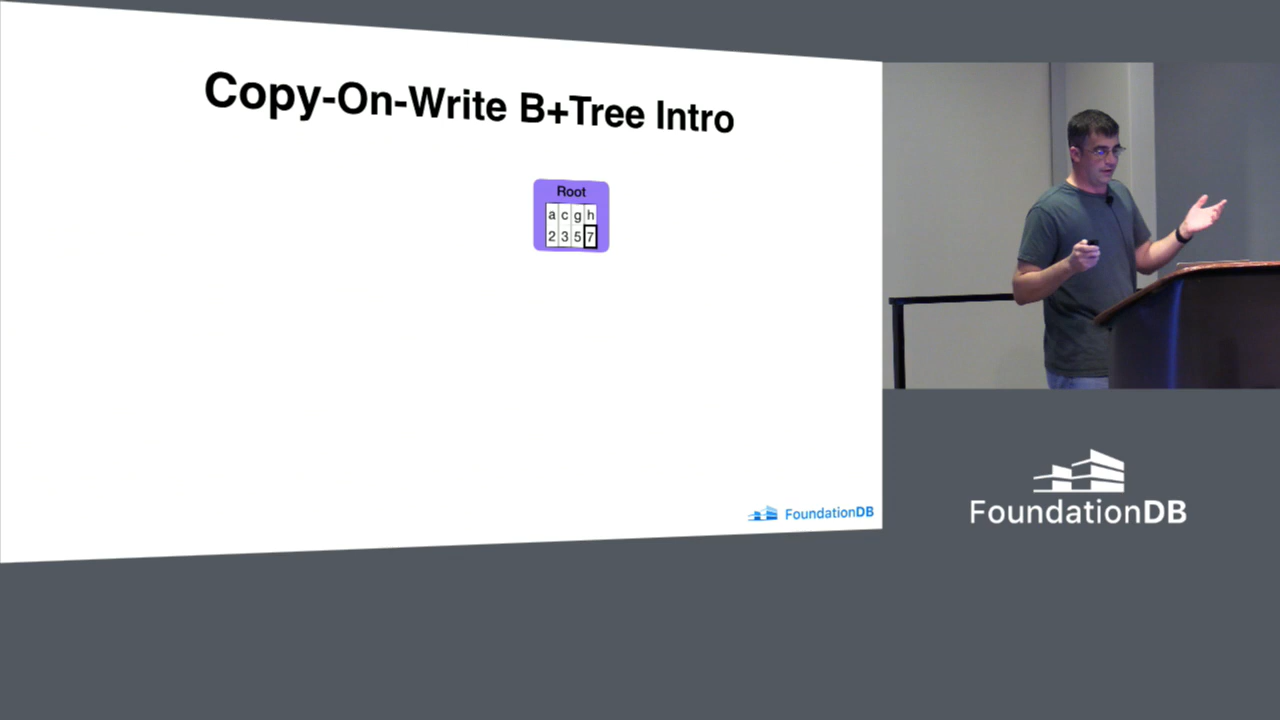 Copy-On-Write B+Tree Intro
Root
a c g h
2 3 5 7
FoundationDB
FoundationDB